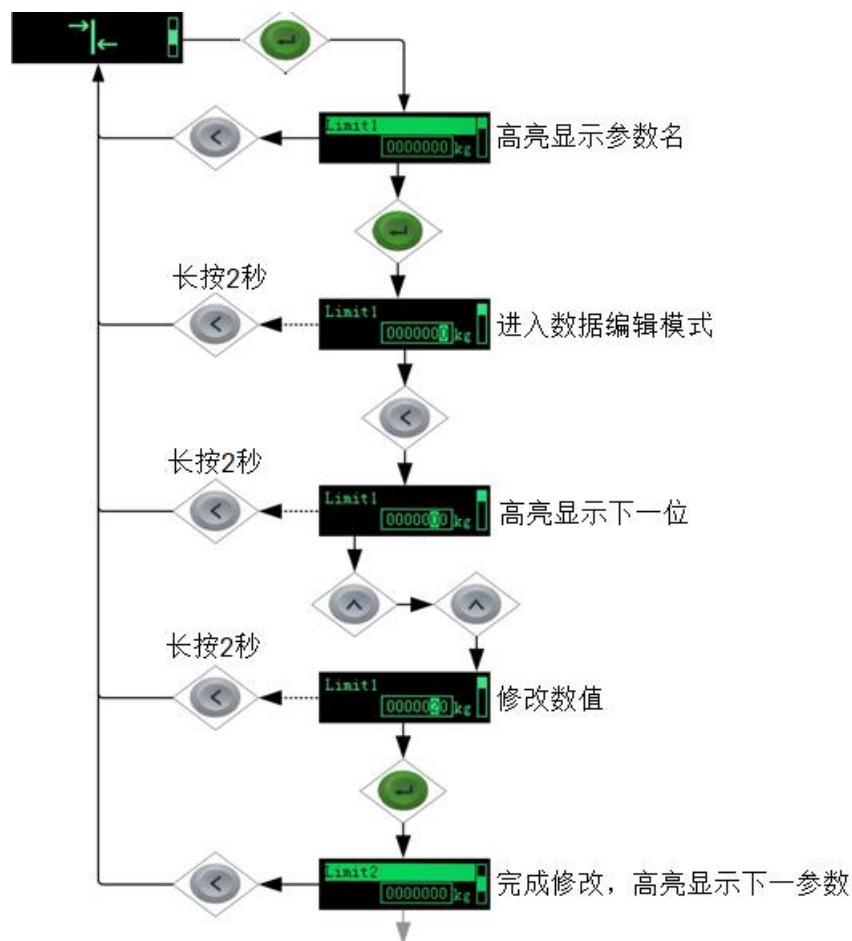 Limit1
0000000 kg
高亮显示参数名
长按2秒
Limit1
0000000 kg
进入数据编辑模式
长按2秒
Limit1
0000000 kg
高亮显示下一位
长按2秒
Limit1
0000020 kg
修改数值
Limit2
0000000 kg
完成修改，高亮显示下一参数